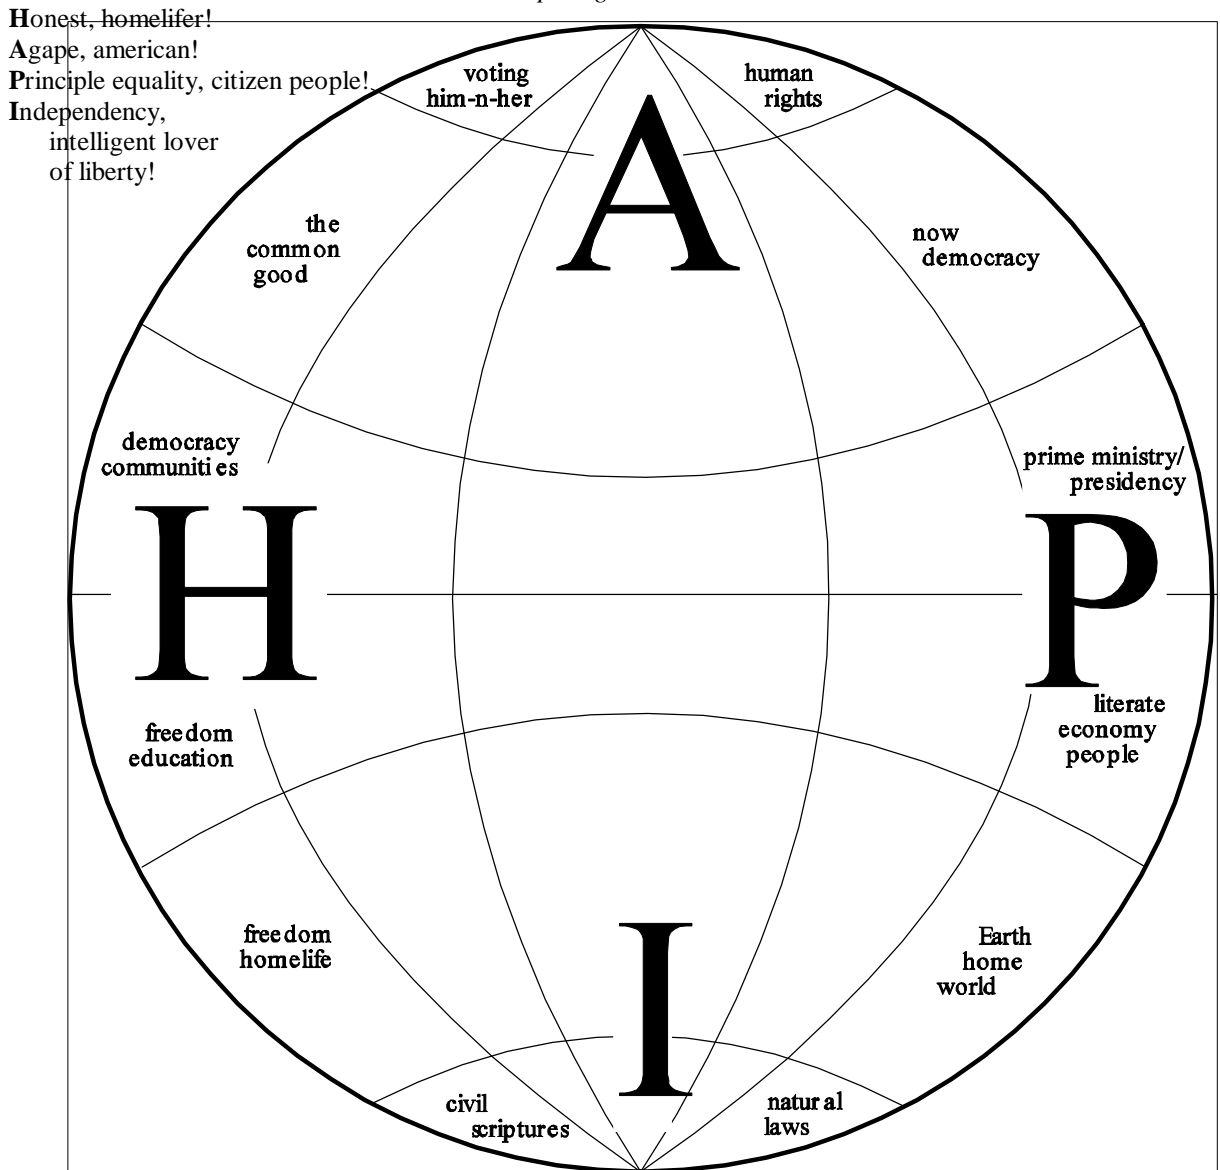 Honest, homelifer!
Agape, american!
Principle equality, citizen people!
Independency,
intelligent lover
of liberty!
voting
him-n-her
human
rights
A
the
common
good
now
democracy
democracy
communities
prime ministry/
presidency
H
P
freedom
education
literate
economy
people
freedom
homelife
Earth
home
world
I
civil
scriptures
natural
laws